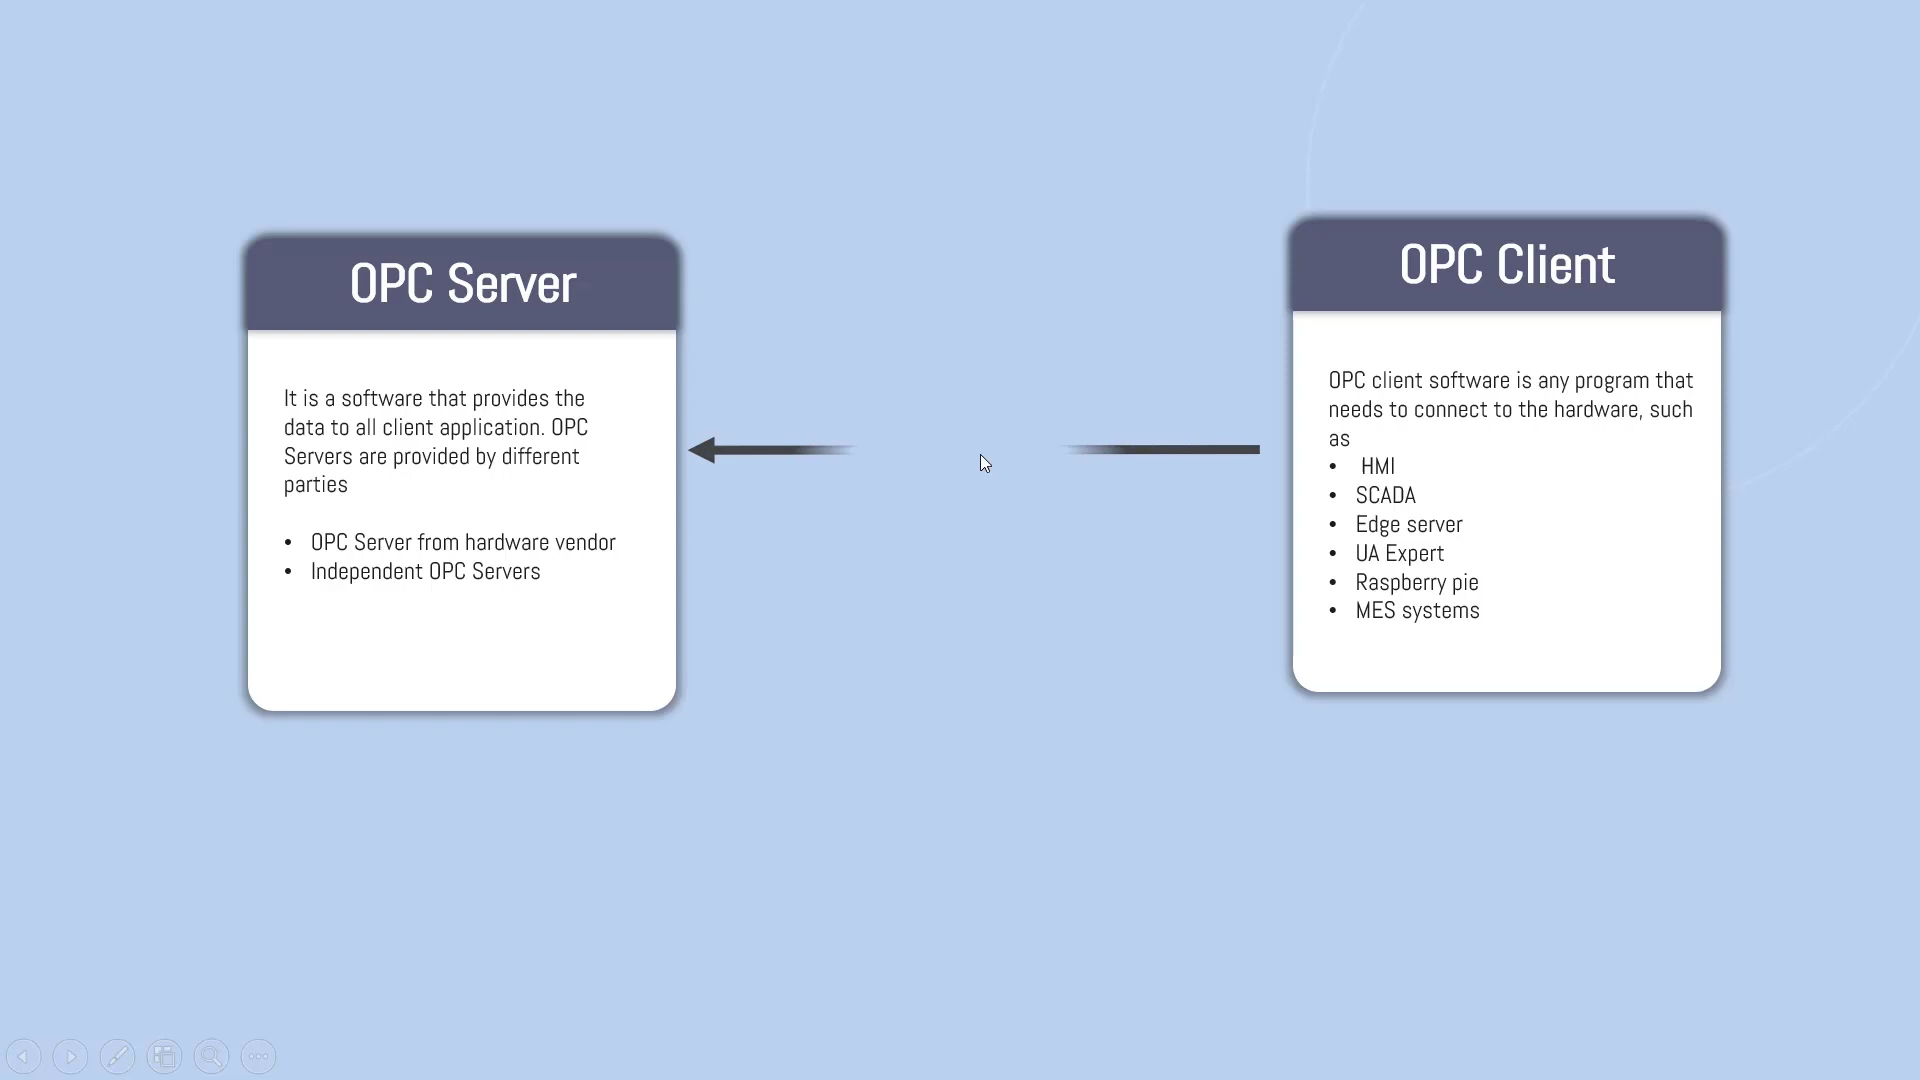 OPC Server
It is a software that provides the
data to all client application. OPC
Servers are provided by different
parties
• OPC Server from hardware vendor
• Independent OPC Servers
OPC Client
OPC client software is any program that
needs to connect to the hardware, such
as
• HMI
• SCADA
• Edge server
• UA Expert
• Raspberry pie
• MES systems